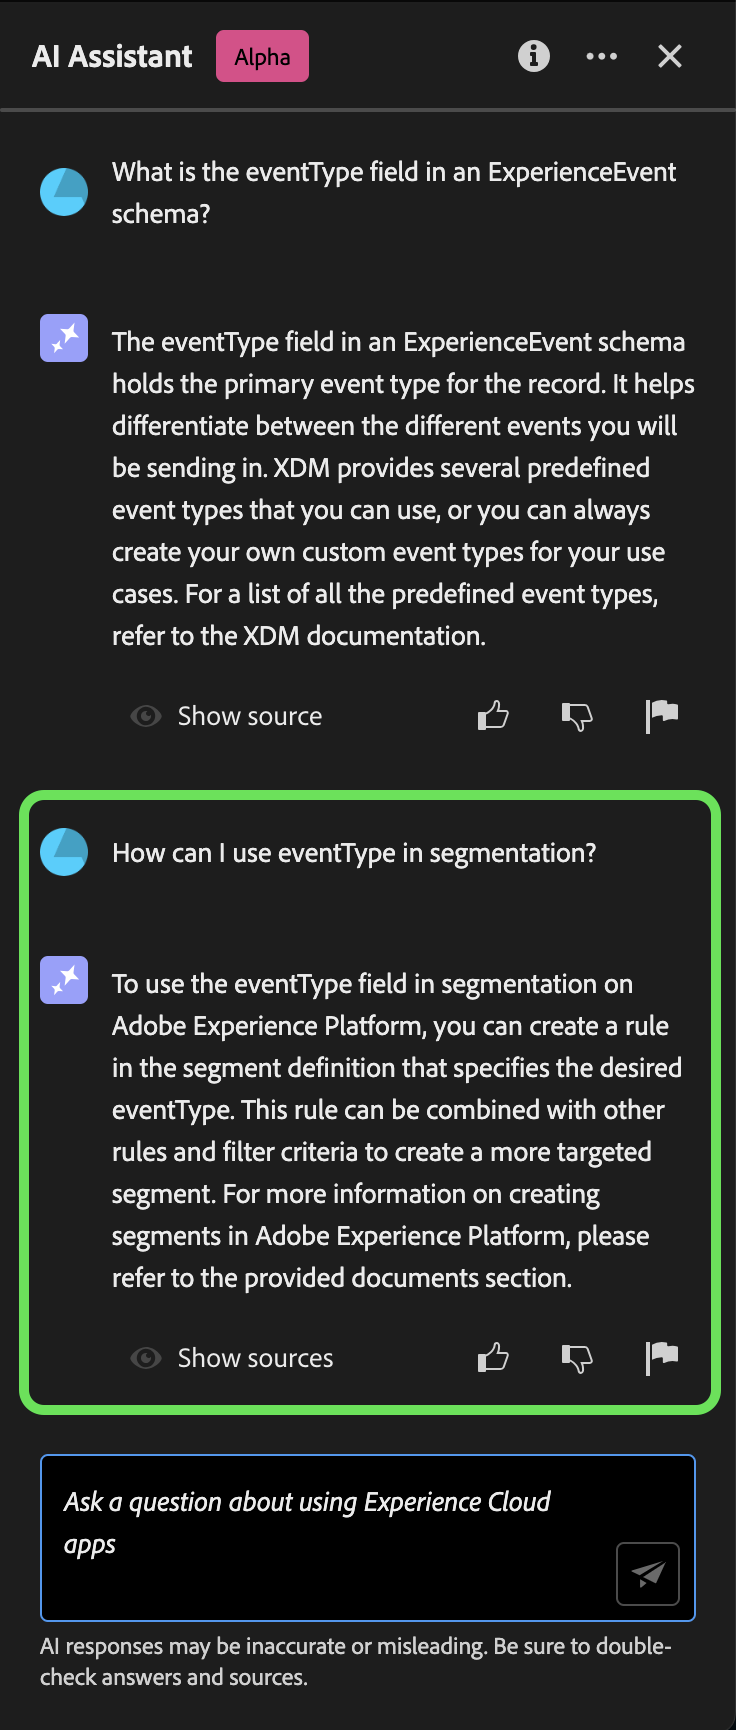 AI Assistant Alpha
What is the eventType field in an ExperienceEvent
schema?
The eventType field in an ExperienceEvent schema
holds the primary event type for the record. It helps
differentiate between the different events you will
be sending in. XDM provides several predefined
event types that you can use, or you can always
create your own custom event types for your use
cases. For a list of all the predefined event types,
refer to the XDM documentation.
Show source
How can I use eventType in segmentation?
To use the eventType field in segmentation on
Adobe Experience Platform, you can create a rule
in the segment definition that specifies the desired
eventType. This rule can be combined with other
rules and filter criteria to create a more targeted
segment. For more information on creating
segments in Adobe Experience Platform, please
refer to the provided documents section.
Show sources
Ask a question about using Experience Cloud
apps
AI responses may be inaccurate or misleading. Be sure to double-
check answers and sources.